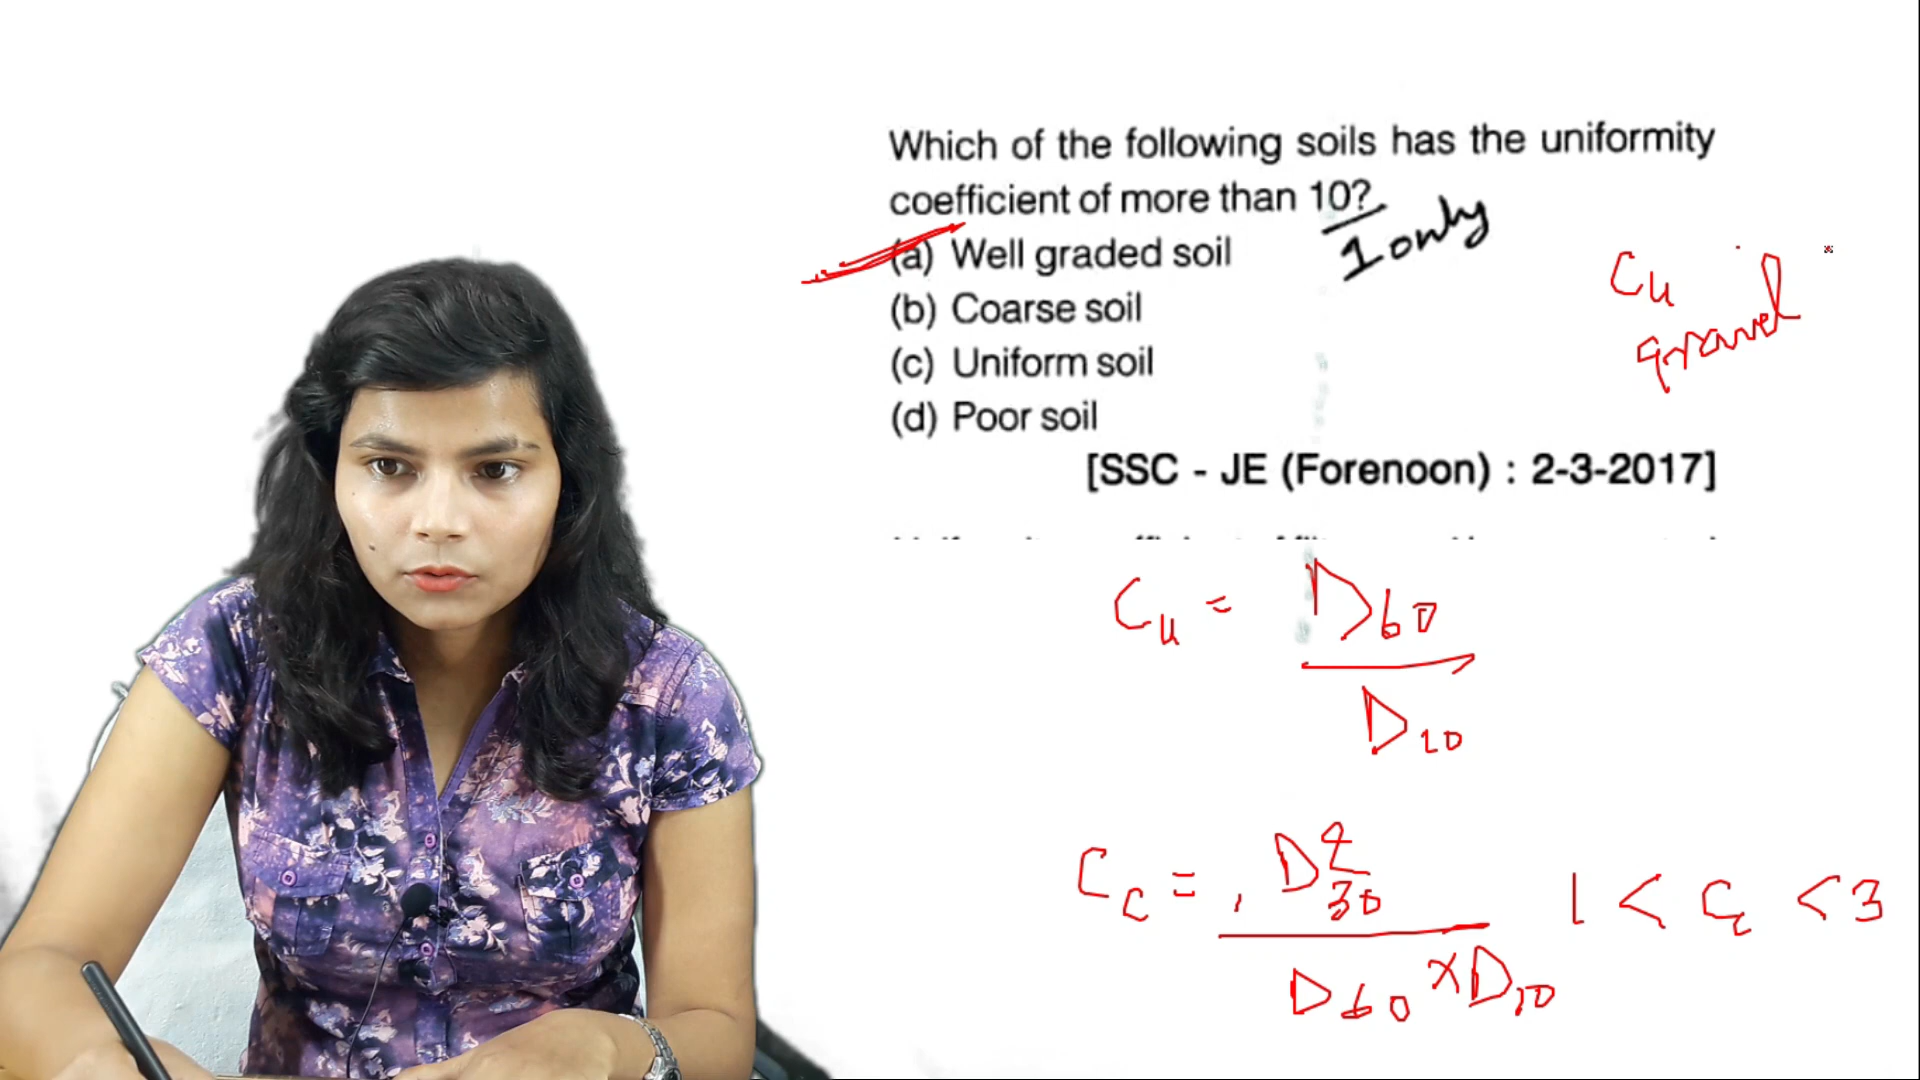 Which of the following soils has the uniformity
coefficient of more than 10?
1 only
(a) Well graded soil
(b) Coarse soil
(c) Uniform soil
(d) Poor soil
[SSC - JE (Forenoon) : 2-3-2017]
Cu
gravel
Cu = D60 / D10
Cc = D²30 / D60 × D10
1 < Cc < 3